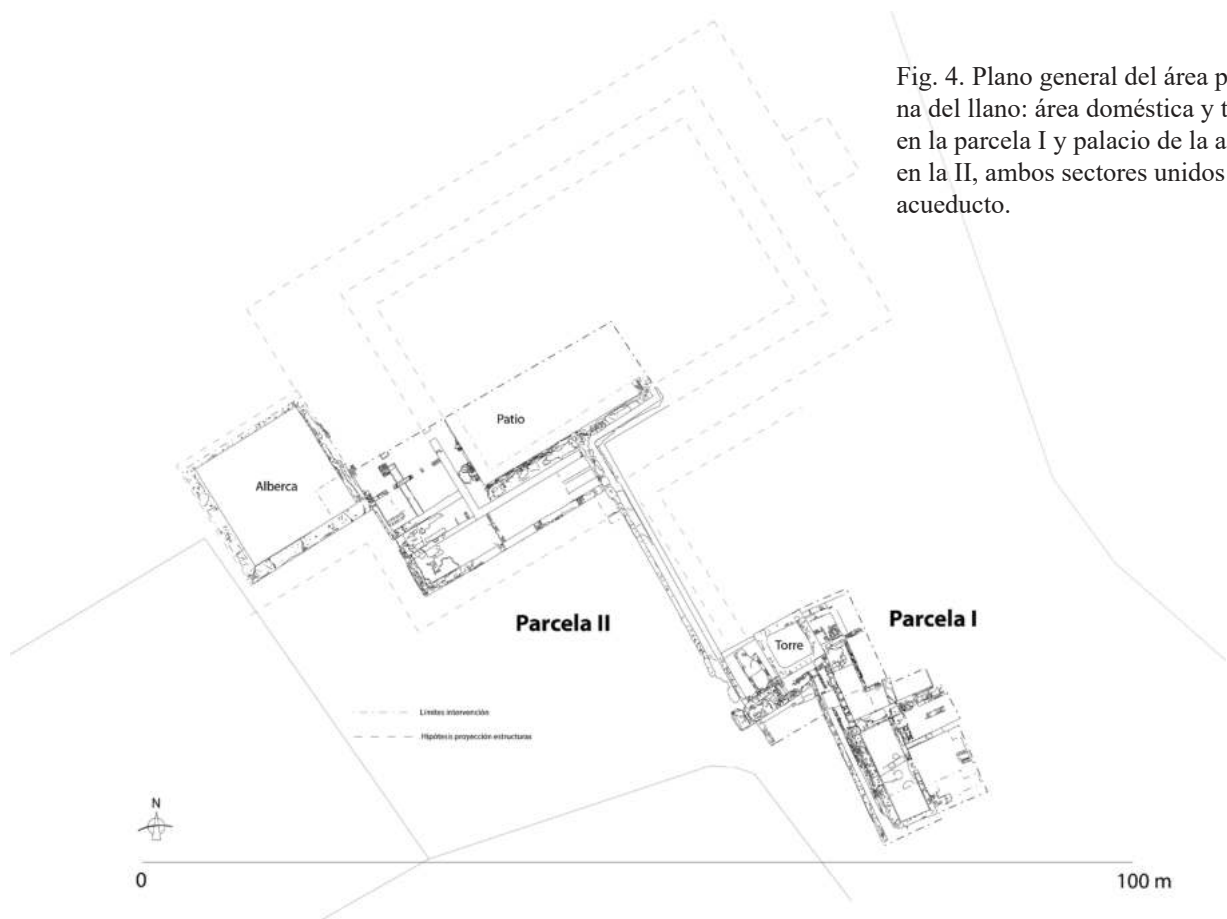 Fig. 4. Plano general del área p
na del llano: área doméstica y t
en la parcela I y palacio de la a
en la II, ambos sectores unidos
acueducto.
Patio
Alberca
Parcela II
Parcela I
Torre
Límites intervención
Hipótesis proyección estructuras
N
0
100 m